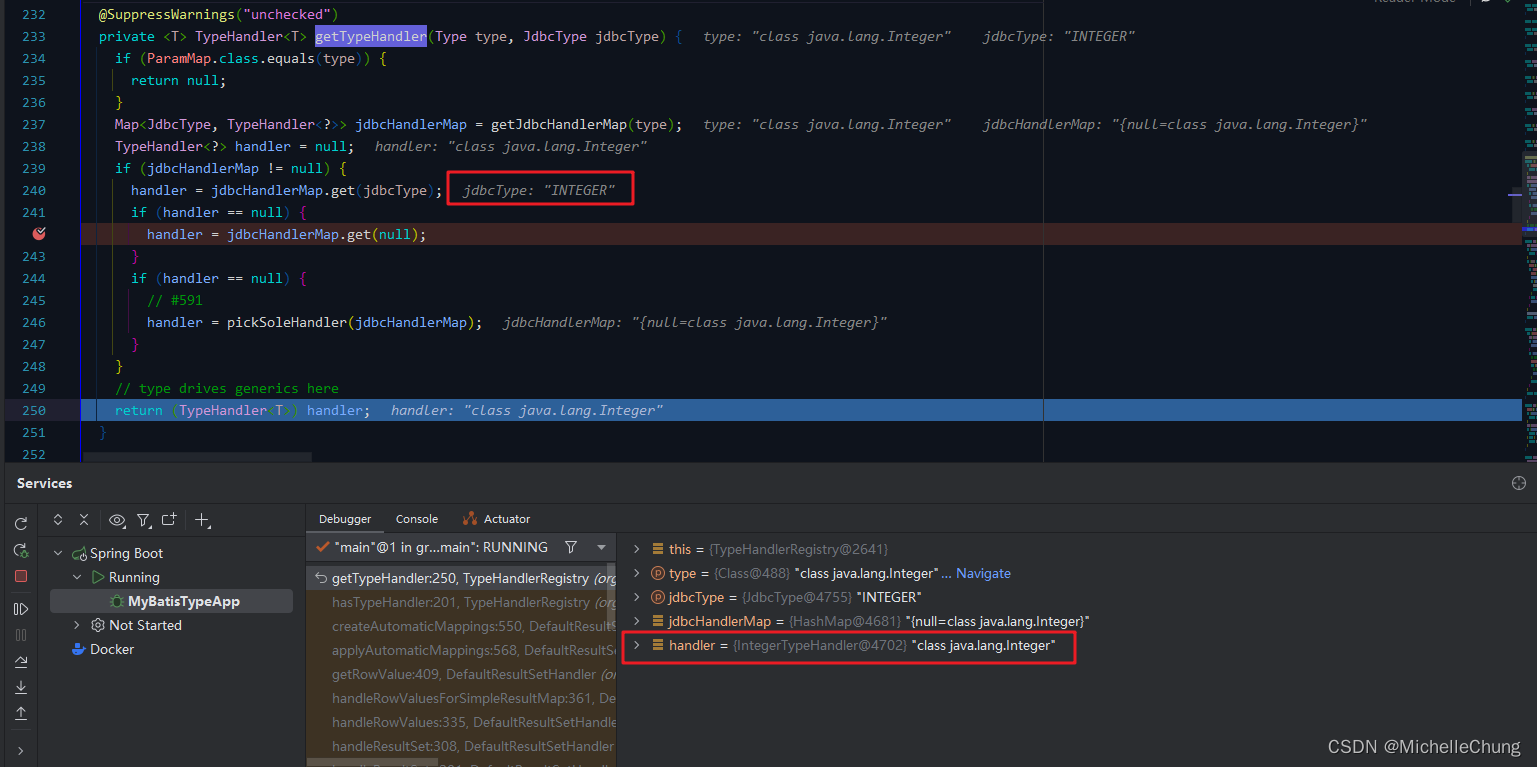 232 @SuppressWarnings("unchecked")
233 private <T> TypeHandler<T> getTypeHandler(Type type, JdbcType jdbcType) { type: "class java.lang.Integer" jdbcType: "INTEGER"
234 if (ParamMap.class.equals(type)) {
235 return null;
236 }
237 Map<JdbcType, TypeHandler<?>> jdbcHandlerMap = getJdbcHandlerMap(type); type: "class java.lang.Integer" jdbcHandlerMap: "{null=class java.lang.Integer}"
238 TypeHandler<?> handler = null; handler: "class java.lang.Integer"
239 if (jdbcHandlerMap != null) {
240 handler = jdbcHandlerMap.get(jdbcType); jdbcType: "INTEGER"
241 if (handler == null) {
handler = jdbcHandlerMap.get(null);
243 }
244 if (handler == null) {
245 // #591
246 handler = pickSoleHandler(jdbcHandlerMap); jdbcHandlerMap: "{null=class java.lang.Integer}"
247 }
248 }
249 // type drives generics here
250 return (TypeHandler<T>) handler; handler: "class java.lang.Integer"
251 }
252
Services
Debugger Console Actuator
Spring Boot
Running
MyBatisTypeApp
Not Started
Docker
"main"@1 in gr...main": RUNNING
getTypeHandler:250, TypeHandlerRegistry (org
hasTypeHandler:201, TypeHandlerRegistry (org
createAutomaticMappings:550, DefaultResultS
applyAutomaticMappings:568, DefaultResultSe
getRowValue:409, DefaultResultSetHandler (or
handleRowValuesForSimpleResultMap:361, De
handleRowValues:335, DefaultResultSetHandle
handleResultSet:308, DefaultResultSetHandler
this = {TypeHandlerRegistry@2641}
type = {Class@488} "class java.lang.Integer"... Navigate
jdbcType = {JdbcType@4755} "INTEGER"
jdbcHandlerMap = {HashMap@4681} "{null=class java.lang.Integer}"
handler = {IntegerTypeHandler@4702} "class java.lang.Integer"
CSDN @MichelleChung